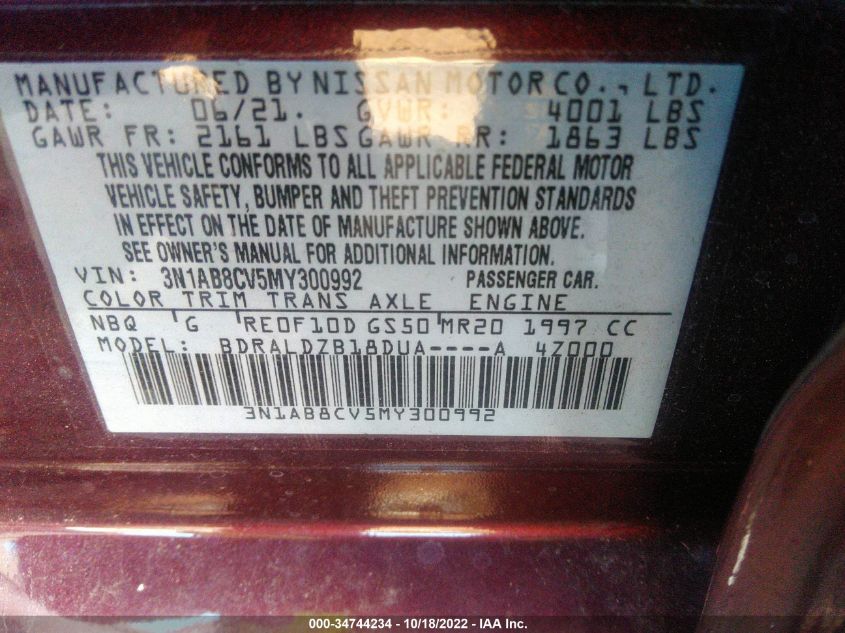 MANUFACTURED BY NISSAN MOTOR CO., LTD.
DATE: 06/21. GVWR: 4001 LBS
GAWR FR: 2161 LBS GAWR RR: 1863 LBS
THIS VEHICLE CONFORMS TO ALL APPLICABLE FEDERAL MOTOR
VEHICLE SAFETY, BUMPER AND THEFT PREVENTION STANDARDS
IN EFFECT ON THE DATE OF MANUFACTURE SHOWN ABOVE.
SEE OWNER'S MANUAL FOR ADDITIONAL INFORMATION.
VIN: 3N1AB8CV5MY300992 PASSENGER CAR.
COLOR TRIM TRANS AXLE ENGINE
NBQ G RE0F10D GS50 MR20 1997 CC
MODEL: BDRALDZB18DUA----A 4Z000
3N1AB8CV5MY300992
000-34744234 - 10/18/2022 - IAA Inc.